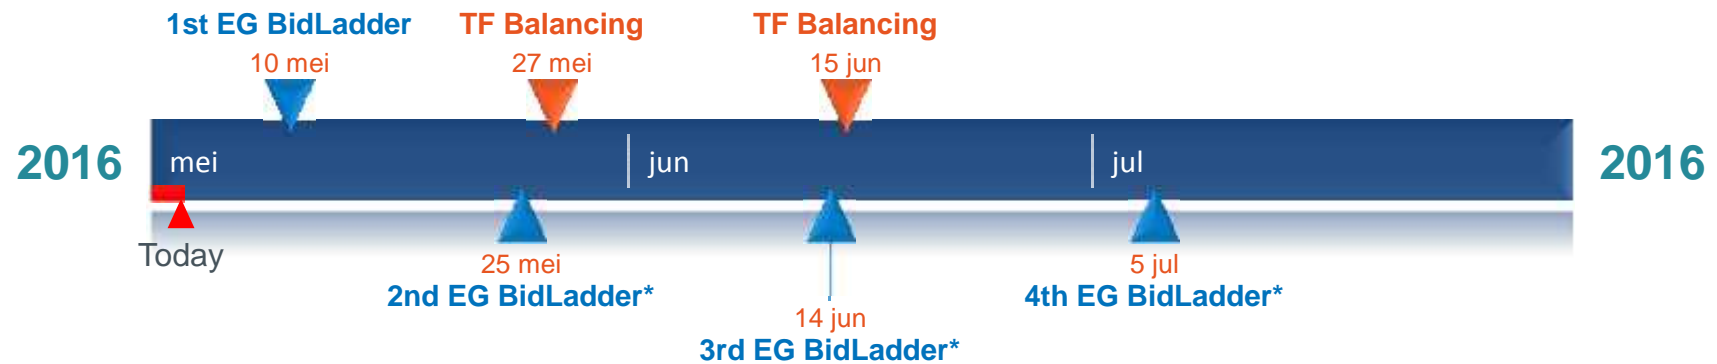 1st EG BidLadder
TF Balancing
TF Balancing
10 mei
27 mei
15 jun
2016
mei
jun
jul
2016
Today
25 mei
5 jul
2nd EG BidLadder*
4th EG BidLadder*
14 jun
3rd EG BidLadder*